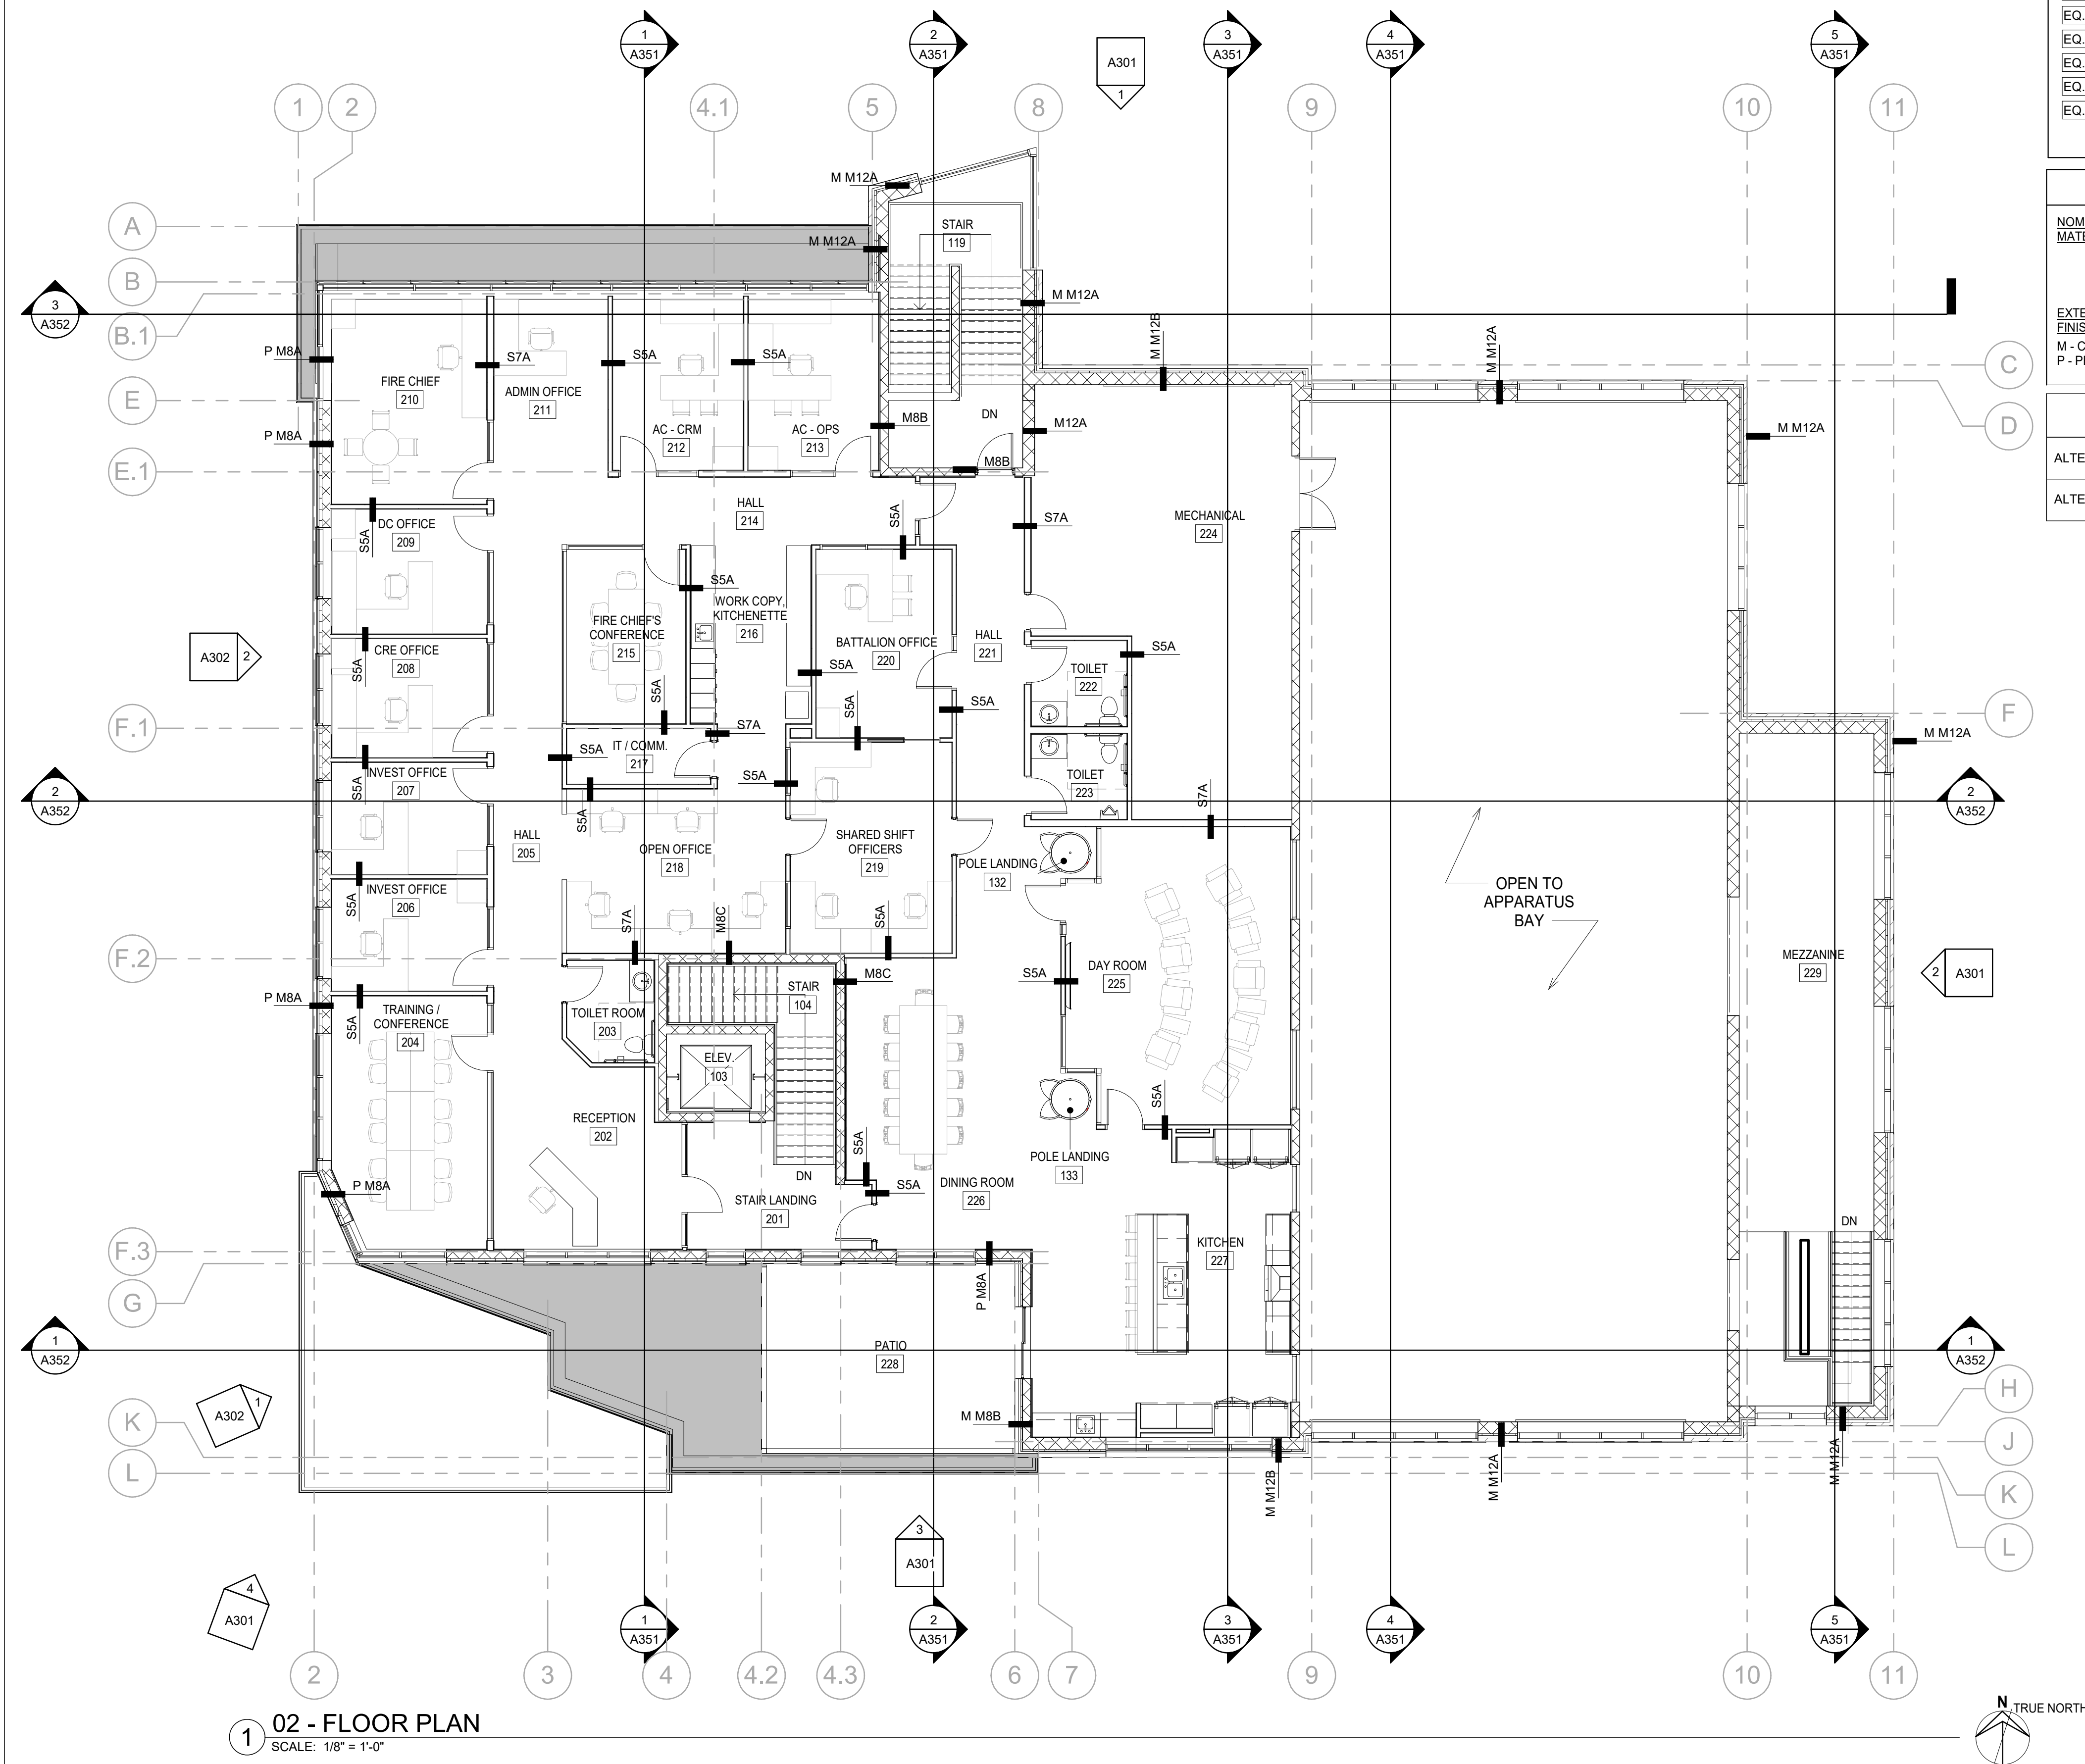 1
A351
2
A351
3
A351
4
A351
5
A351
A301
1
EQ.
EQ.
EQ.
EQ.
EQ.
1
2
4.1
5
8
9
10
11
NOM
MATE
EXTE
FINIS
M - C
P - PL
ALTE
ALTE
A
B
B.1
E
E.1
F.1
F.2
F.3
G
K
L
C
D
F
H
J
K
L
3
A352
2
A352
1
A352
2
A352
1
A352
A302
2
A302
1
A301
4
A301
3
2
A301
M M12A
M M12A
STAIR
119
M M12A
M M12B
M M12A
M M12A
P M8A
S7A
S5A
S5A
FIRE CHIEF
210
ADMIN OFFICE
211
AC - CRM
212
AC - OPS
213
M8B
DN
M12A
M8B
P M8A
HALL
214
S5A
S7A
MECHANICAL
224
DC OFFICE
209
S5A
S5A
WORK COPY,
KITCHENETTE
216
FIRE CHIEF'S
CONFERENCE
215
BATTALION OFFICE
220
HALL
221
CRE OFFICE
208
S5A
S5A
S5A
S5A
S5A
TOILET
222
S5A
S7A
IT / COMM.
217
S5A
S5A
INVEST OFFICE
207
S5A
S5A
TOILET
223
S7A
M M12A
HALL
205
OPEN OFFICE
218
SHARED SHIFT
OFFICERS
219
POLE LANDING
132
OPEN TO
APPARATUS
BAY
INVEST OFFICE
206
S5A
S7A
M8C
S5A
M8C
S5A
DAY ROOM
225
MEZZANINE
229
P M8A
S5A
TRAINING /
CONFERENCE
204
TOILET ROOM
203
STAIR
104
ELEV.
103
RECEPTION
202
S5A
S5A
POLE LANDING
133
P M8A
DN
STAIR LANDING
201
S5A
DINING ROOM
226
DN
KITCHEN
227
P M8A
PATIO
228
M M8B
M M12B
M M12A
M M12A
1
A351
2
A351
3
A351
4
A351
5
A351
2
3
4
4.2
4.3
6
7
9
10
11
1
02 - FLOOR PLAN
SCALE: 1/8" = 1'-0"
N
TRUE NORTH